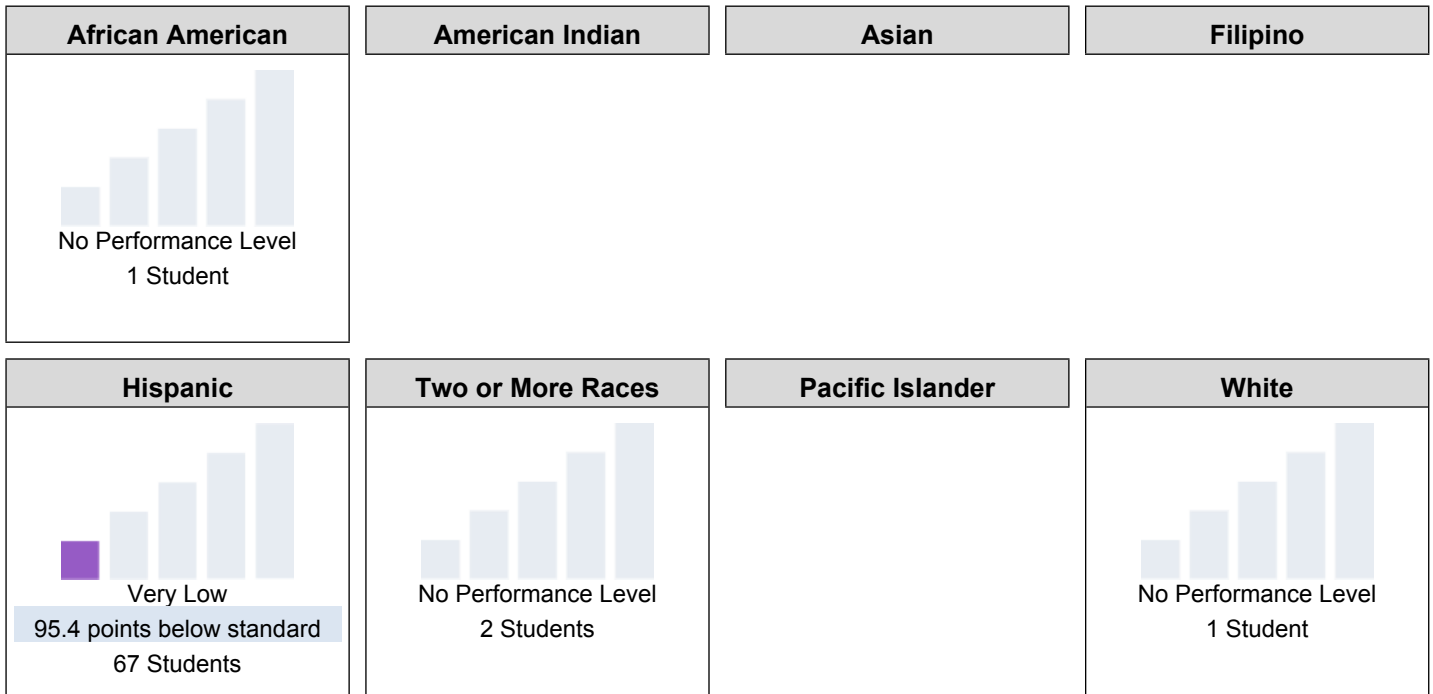 African American
American Indian
Asian
Filipino
No Performance Level
1 Student
Hispanic
Two or More Races
Pacific Islander
White
Very Low
95.4 points below standard
67 Students
No Performance Level
2 Students
No Performance Level
1 Student